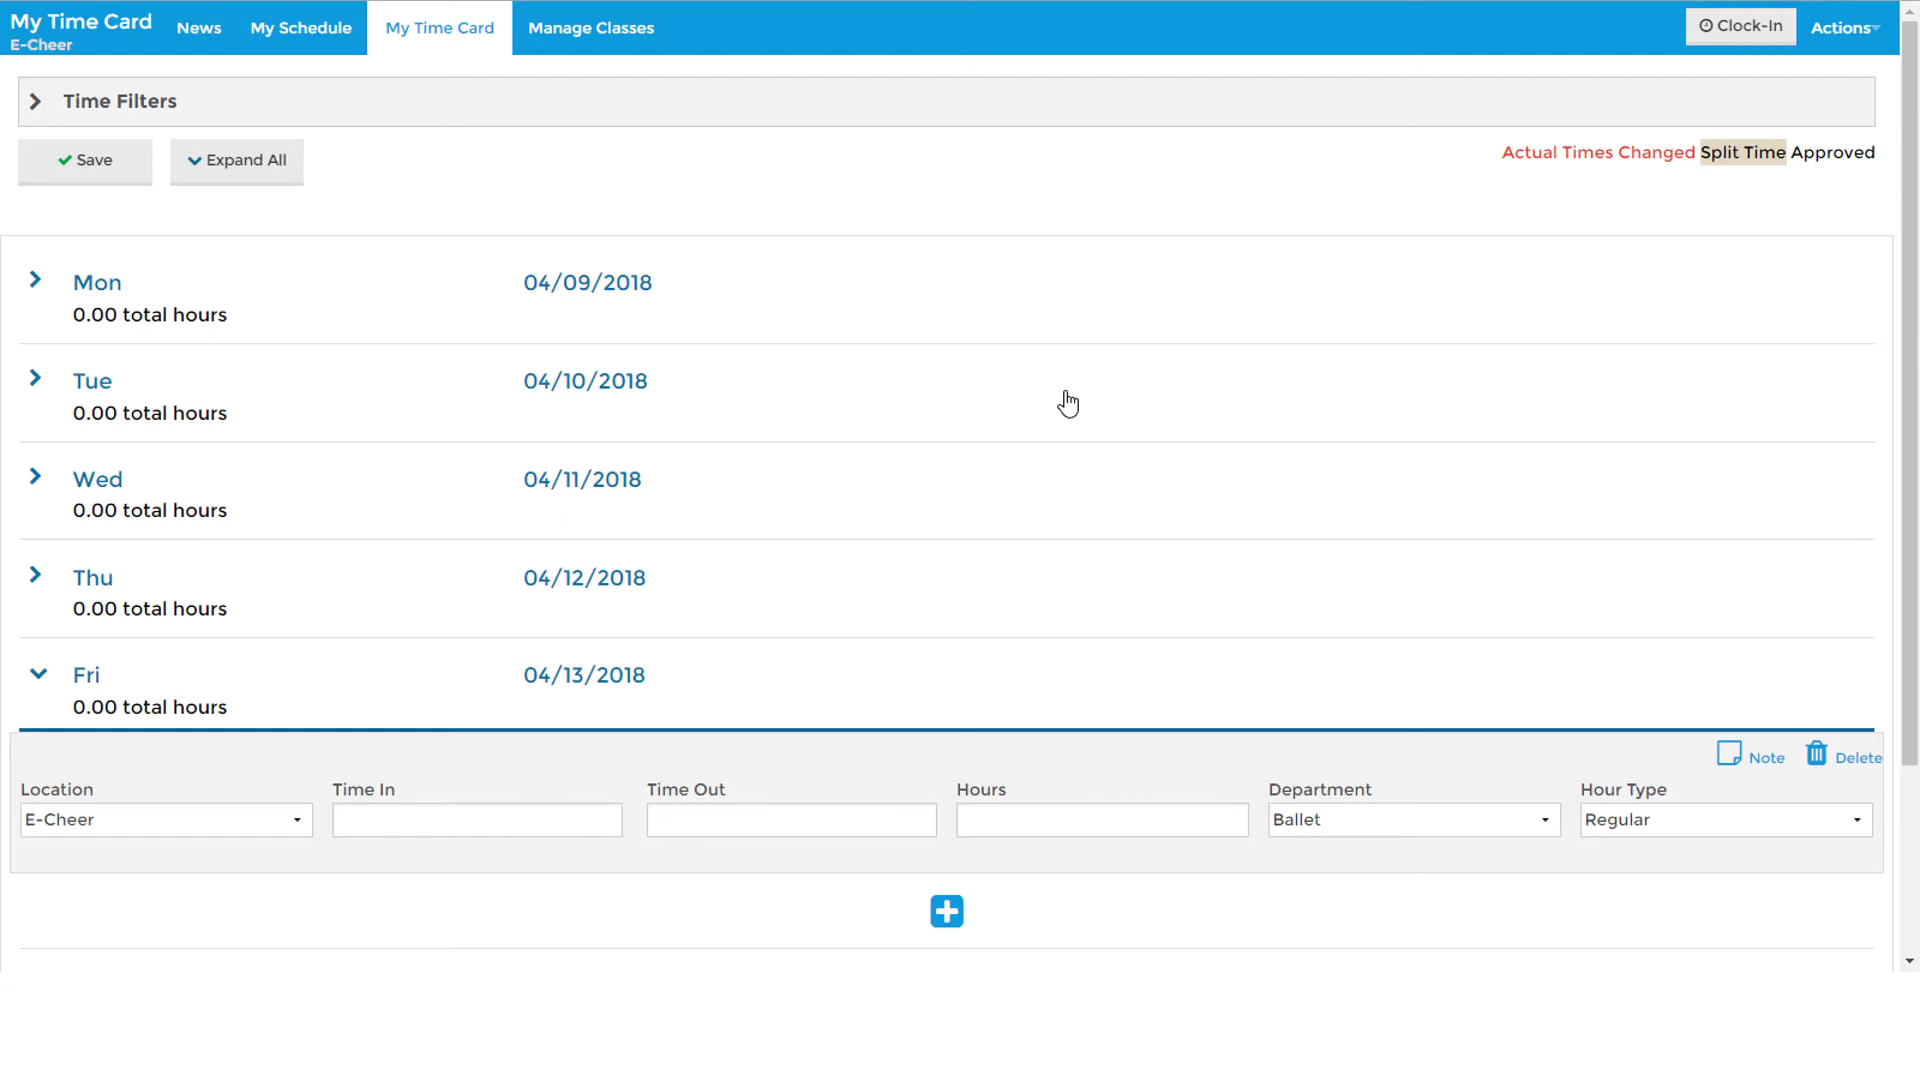 My Time Card
E-Cheer
News My Schedule My Time Card Manage Classes Clock-In Actions
Time Filters
Save Expand All Actual Times Changed Split Time Approved
Mon 04/09/2018
0.00 total hours
Tue 04/10/2018
0.00 total hours
Wed 04/11/2018
0.00 total hours
Thu 04/12/2018
0.00 total hours
Fri 04/13/2018
0.00 total hours
Note Delete
Location Time In Time Out Hours Department Hour Type
E-Cheer Ballet Regular